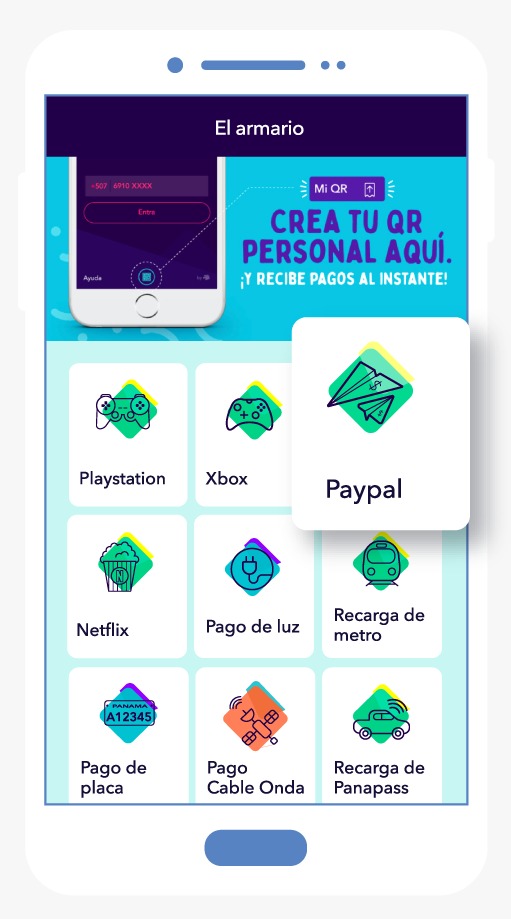 El armario
+507 6910 XXXX
Entra
Ayuda
Mi QR
CREA TU QR
PERSONAL AQUÍ.
¡Y RECIBE PAGOS AL INSTANTE!
Playstation
Xbox
Paypal
$
$
Netflix
N
Pago de luz
Recarga de
metro
PANAMA
A12345
Pago de
placa
Pago
Cable Onda
Recarga de
Panapass